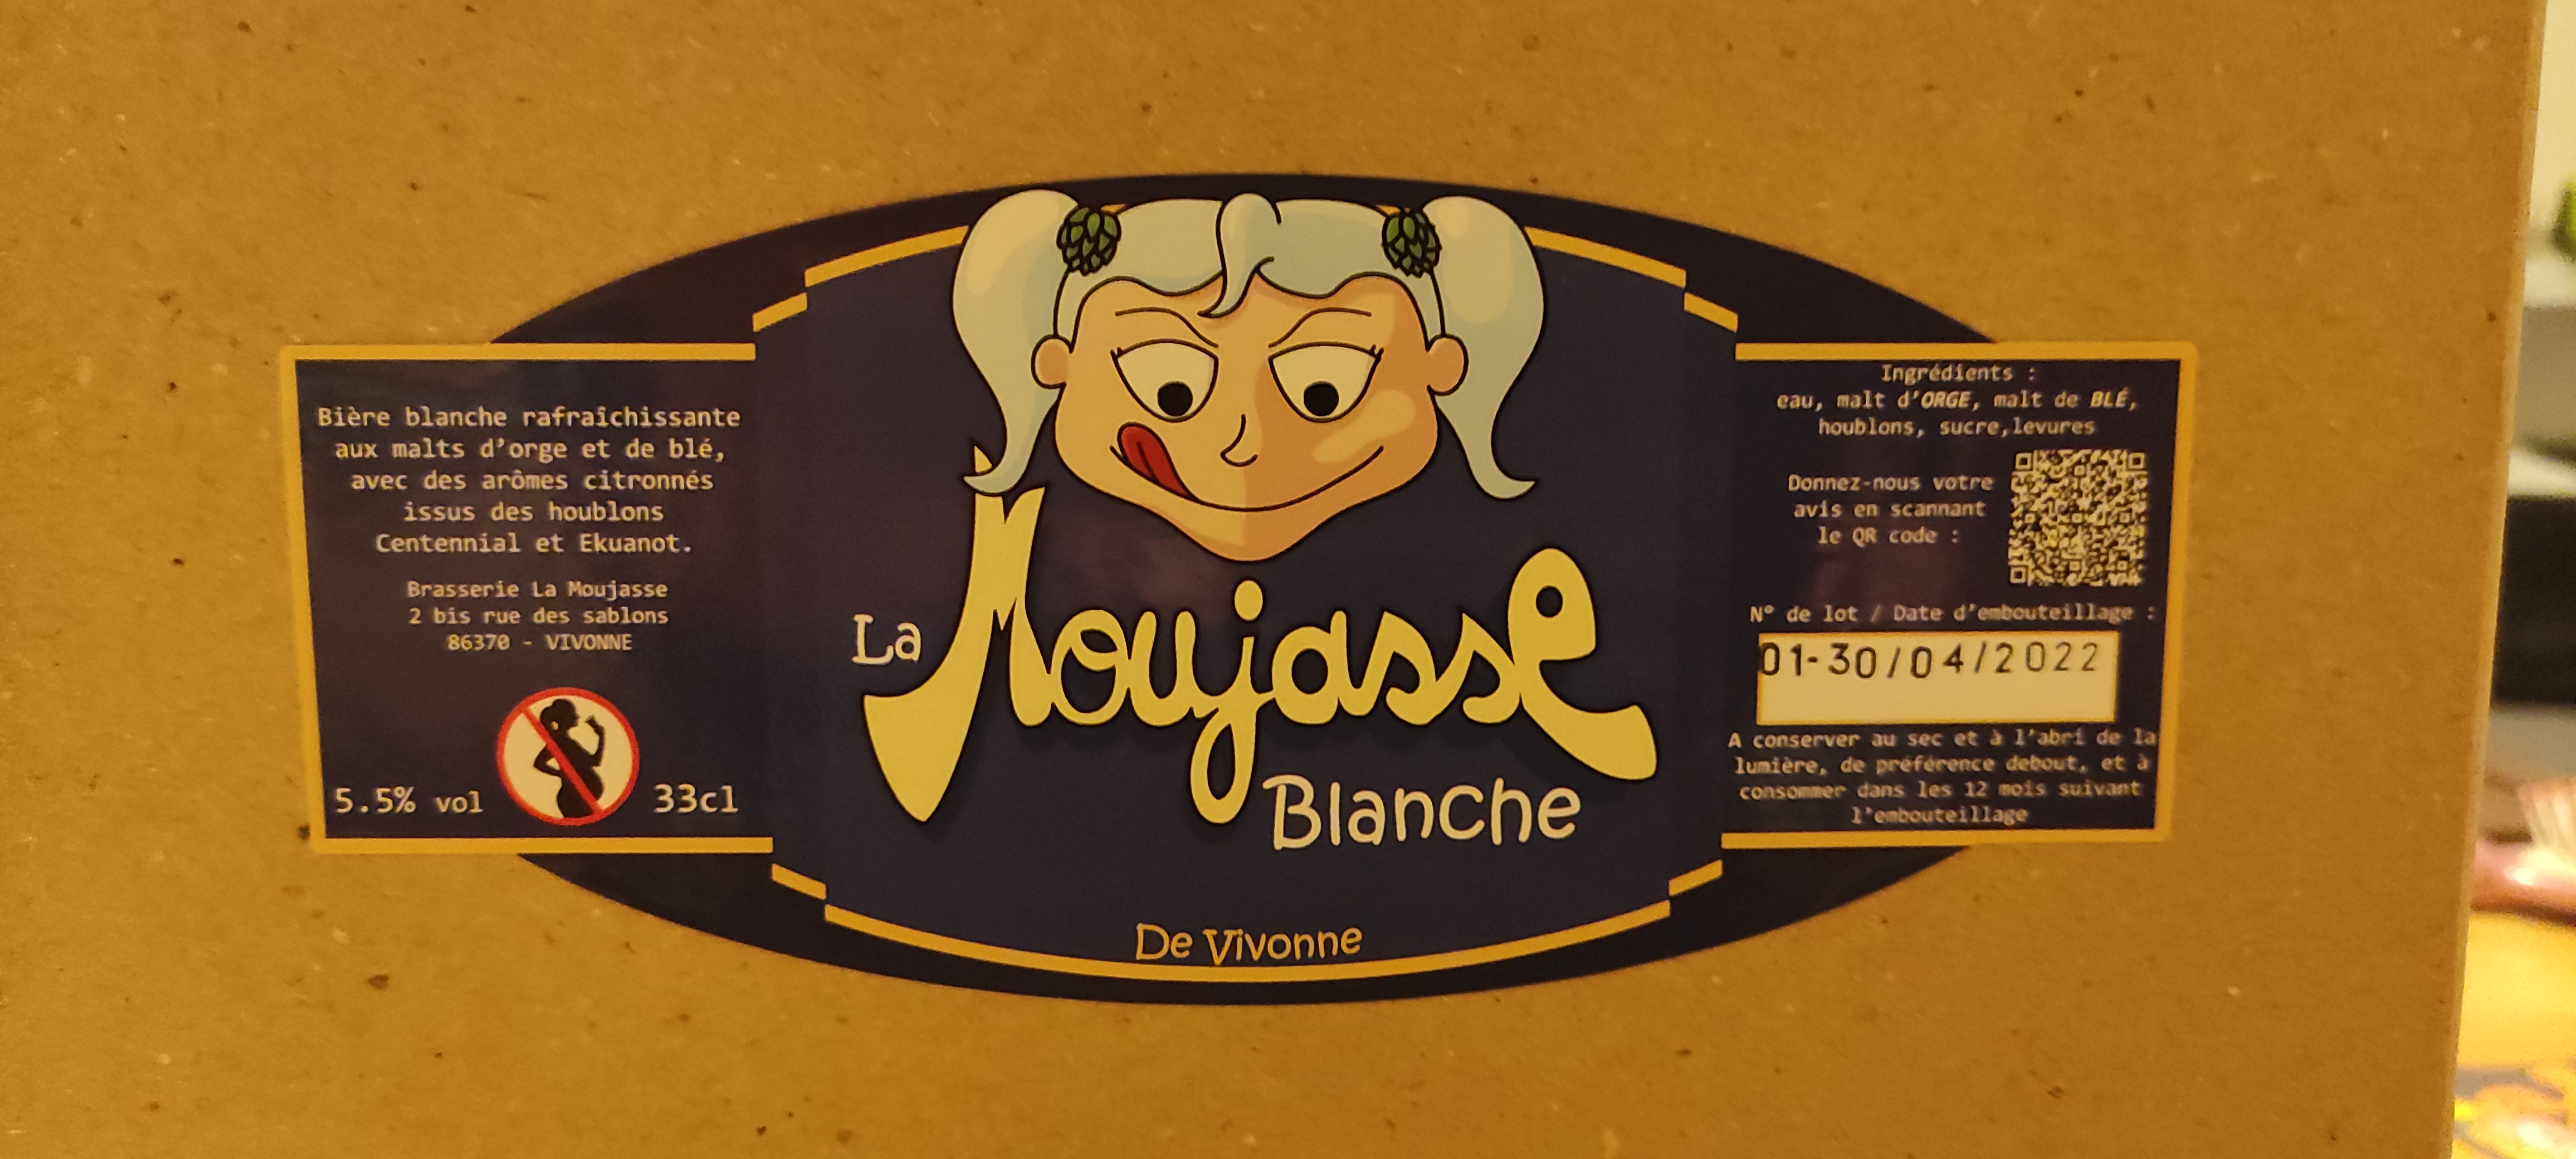 Bière blanche rafraîchissante
aux malts d'orge et de blé,
avec des arômes citronnés
issus des houblons
Centennial et Ekuanot.
Brasserie La Moujasse
2 bis rue des sablons
86370 - VIVONNE
5.5% vol
33cl
La
Moujasse
Blanche
De Vivonne
Ingrédients :
eau, malt d'ORGE, malt de BLÉ,
houblons, sucre,levures
Donnez-nous votre
avis en scannant
le QR code :
N° de lot / Date d'embouteillage :
01-30/04/2022
A conserver au sec et à l'abri de la
lumière, de préférence debout, et à
consommer dans les 12 mois suivant
l'embouteillage